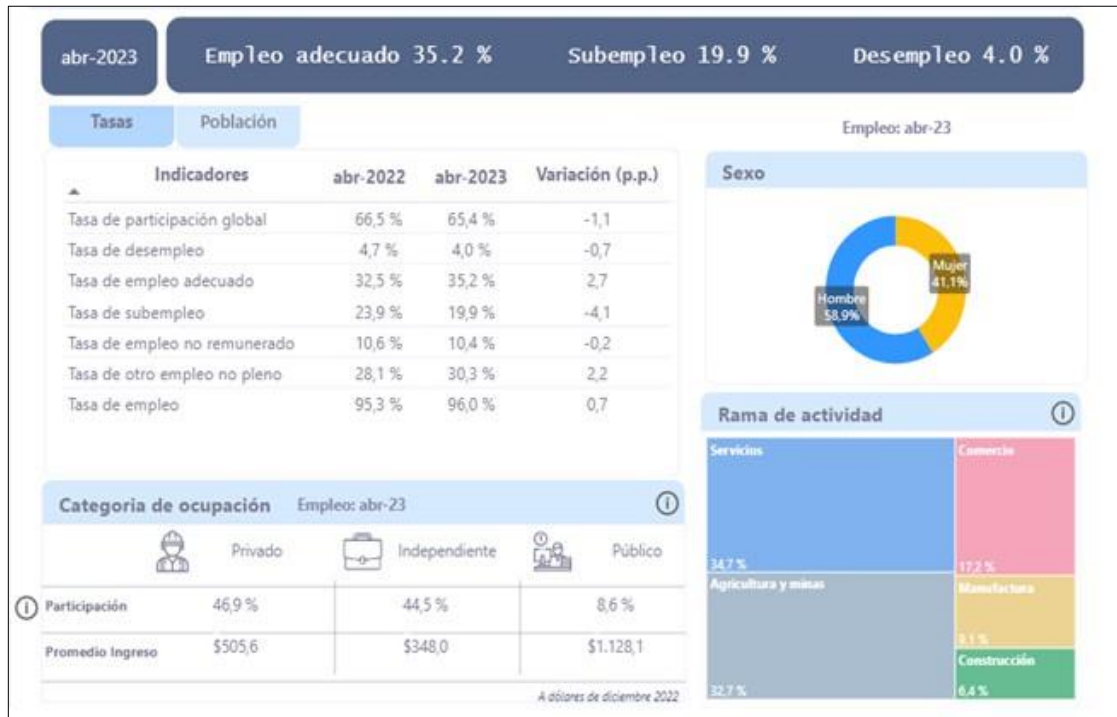 abr-2023
Empleo adecuado 35.2 % Subempleo 19.9 % Desempleo 4.0 %
Tasas Población
Empleo: abr-23
Indicadores abr-2022 abr-2023 Variación (p.p.)
Tasa de participación global 66,5 % 65,4 % -1,1
Tasa de desempleo 4,7 % 4,0 % -0,7
Tasa de empleo adecuado 32,5 % 35,2 % 2,7
Tasa de subempleo 23,9 % 19,9 % -4,1
Tasa de empleo no remunerado 10,6 % 10,4 % -0,2
Tasa de otro empleo no pleno 28,1 % 30,3 % 2,2
Tasa de empleo 95,3 % 96,0 % 0,7
Sexo
Mujer
41,1%
Hombre
58,9%
Categoria de ocupación Empleo: abr-23
Privado Independiente Público
Participación 46,9 % 44,5 % 8,6 %
Promedio Ingreso $505,6 $348,0 $1.128,1
A dólares de diciembre 2022
Rama de actividad
Servicios
34,7 %
Comercio
17,2 %
Agricultura y minas
32,7 %
Manufactura
9,1 %
Construcción
6,4 %